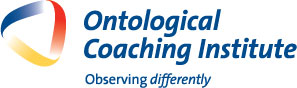 Ontological
Coaching Institute
Observing differently